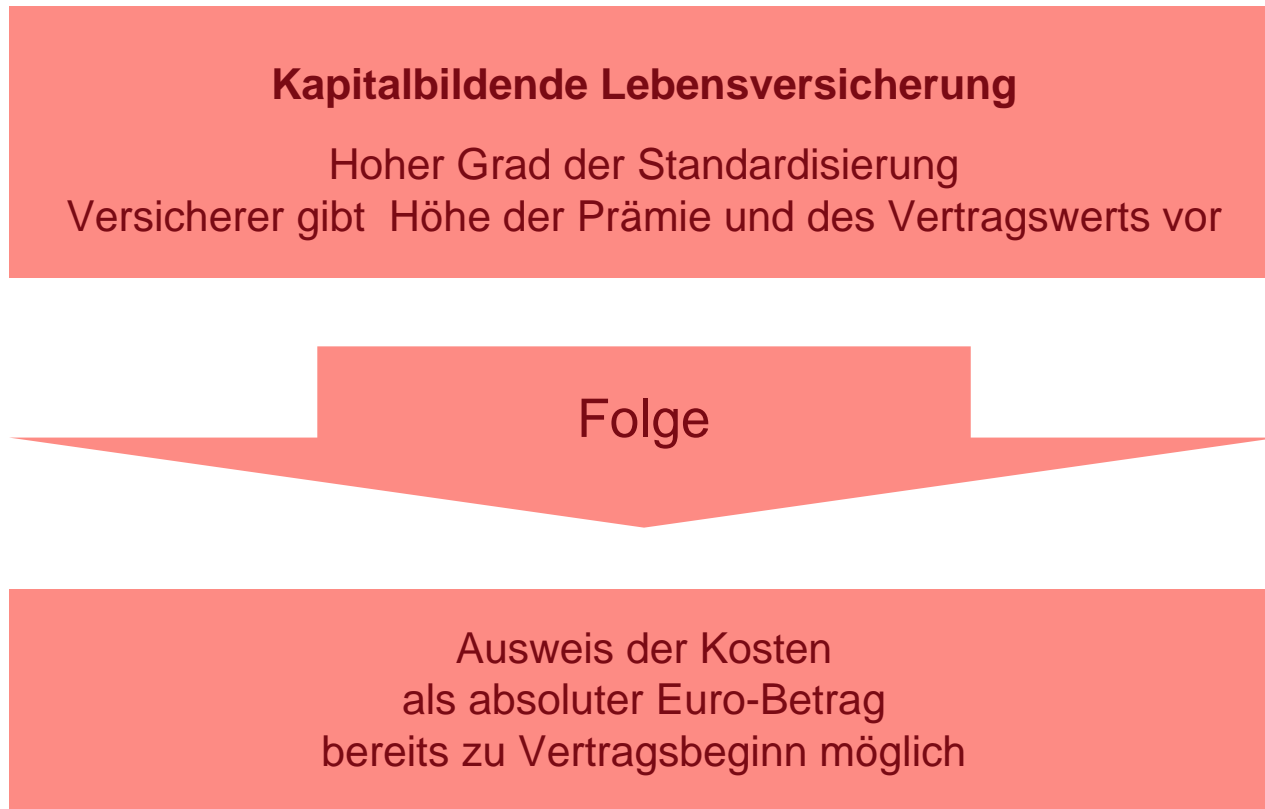 Kapitalbildende Lebensversicherung
Hoher Grad der Standardisierung
Versicherer gibt  Höhe der Prämie und des Vertragswerts vor
Folge
Ausweis der Kosten
als absoluter Euro-Betrag
bereits zu Vertragsbeginn möglich